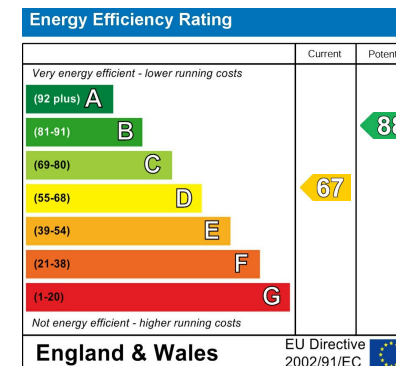 Energy Efficiency Rating
Current
Very energy efficient - lower running costs
(92 plus) A
(81-91) B
88
(69-80) C
(55-68) D
67
(39-54) E
(21-38) F
(1-20) G
Not energy efficient - higher running costs
England & Wales
EU Directive
2002/91/EC